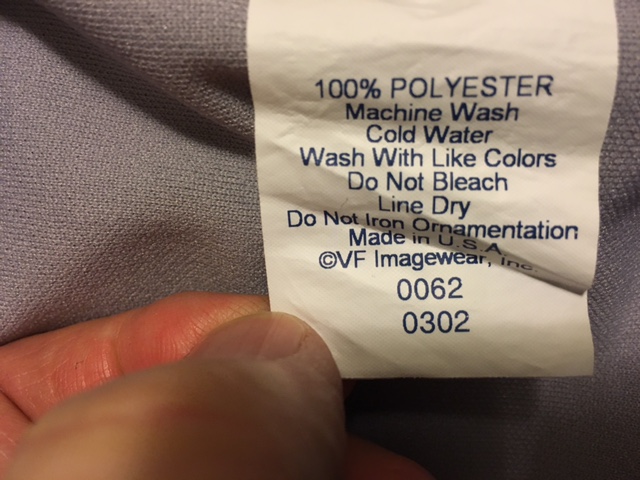 100% POLYESTER
Machine Wash
Cold Water
Wash With Like Colors
Do Not Bleach
Line Dry
Do Not Iron Ornamentation
Made in U.S.A.
©VF Imagewear, Inc.
0062
0302